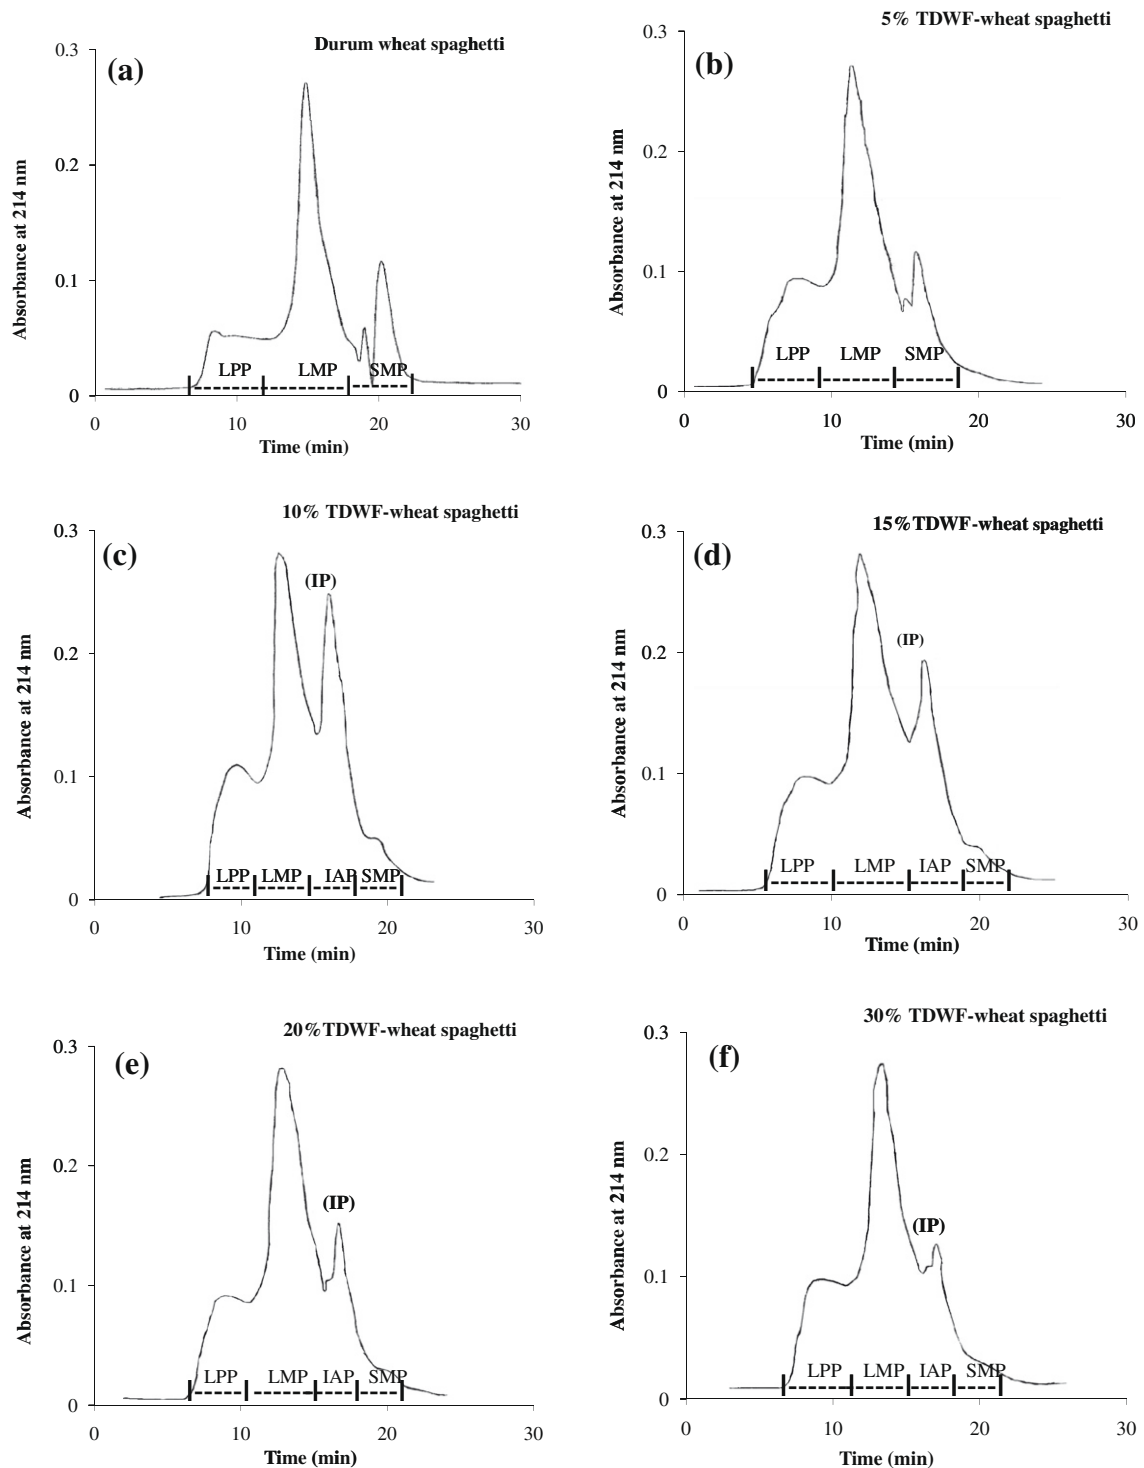 Durum wheat spaghetti
(a)
Absorbance at 214 nm
0.3
0.2
0.1
0
LPP LMP SMP
0 10 20 30
Time (min)
5% TDWF-wheat spaghetti
(b)
Absorbance at 214 nm
0.3
0.2
0.1
0
LPP LMP SMP
0 10 20 30
Time (min)
10% TDWF-wheat spaghetti
(c)
(IP)
Absorbance at 214 nm
0.3
0.2
0.1
0
LPP LMP IAP SMP
0 10 20 30
Time (min)
15%TDWF-wheat spaghetti
(d)
(IP)
Absorbance at 214 nm
0.3
0.2
0.1
0
LPP LMP IAP SMP
0 10 20 30
Time (min)
20%TDWF-wheat spaghetti
(e)
(IP)
Absorbance at 214 nm
0.3
0.2
0.1
0
LPP LMP IAP SMP
0 10 20 30
Time (min)
30% TDWF-wheat spaghetti
(f)
(IP)
Absorbance at 214 nm
0.3
0.2
0.1
0
LPP LMP IAP SMP
0 10 20 30
Time (min)